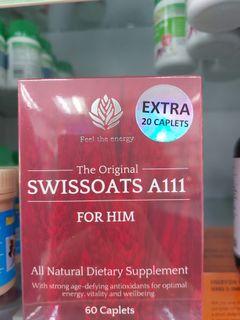 EXTRA
20 CAPLETS
Feel the energy
The Original
SWISSOATS A111®
FOR HIM
All Natural Dietary Supplement
With strong age-defying antioxidants for optimal
energy, vitality and wellbeing
60 Caplets